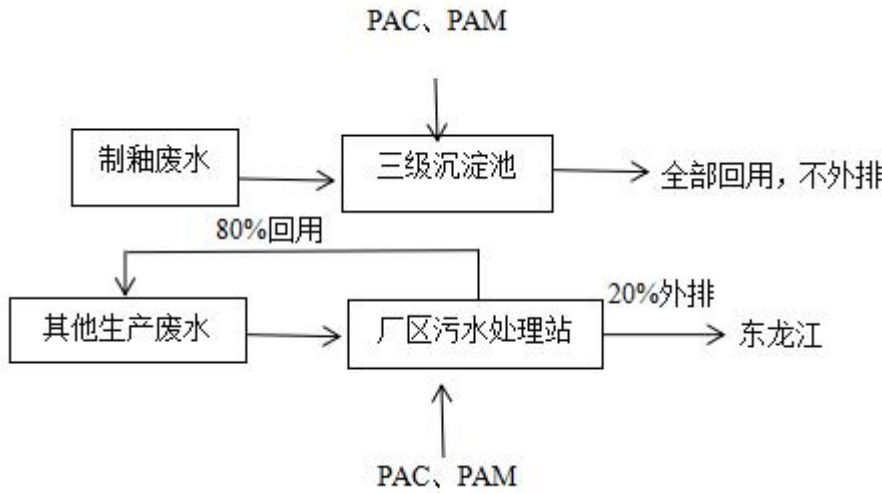 PAC、PAM
制釉废水
三级沉淀池
全部回用，不外排
80%回用
20%外排
其他生产废水
厂区污水处理站
东龙江
PAC、PAM